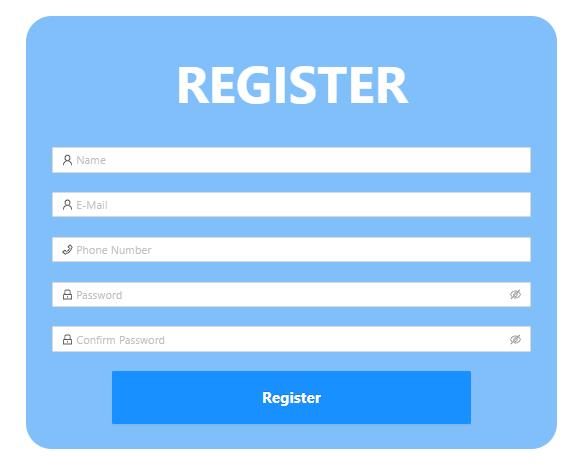 REGISTER
Name
E-Mail
Phone Number
Password
Confirm Password
Register